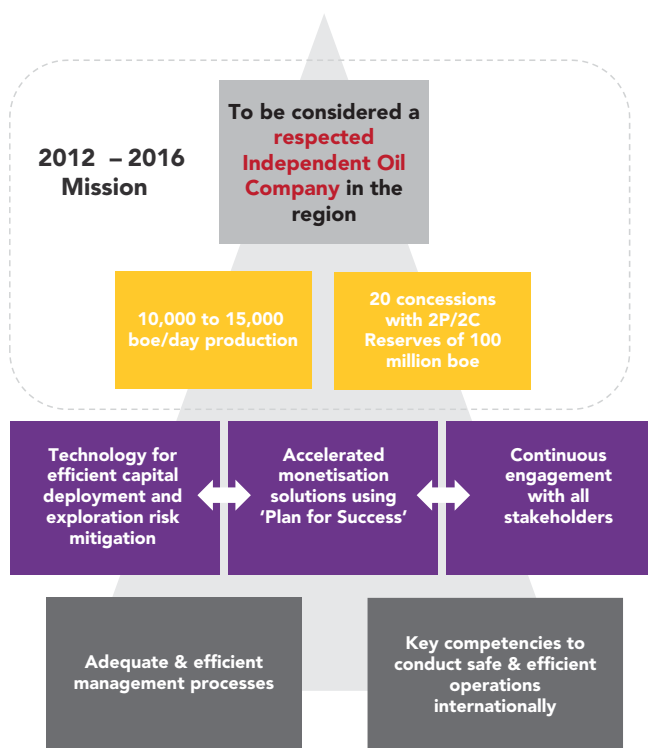 2012 – 2016
Mission
To be considered a
respected
Independent Oil
Company in the
region
10,000 to 15,000
boe/day production
20 concessions
with 2P/2C
Reserves of 100
million boe
Technology for
efficient capital
deployment and
exploration risk
mitigation
Accelerated
monetisation
solutions using
‘Plan for Success’
Continuous
engagement
with all
stakeholders
Adequate & efficient
management processes
Key competencies to
conduct safe & efficient
operations
internationally